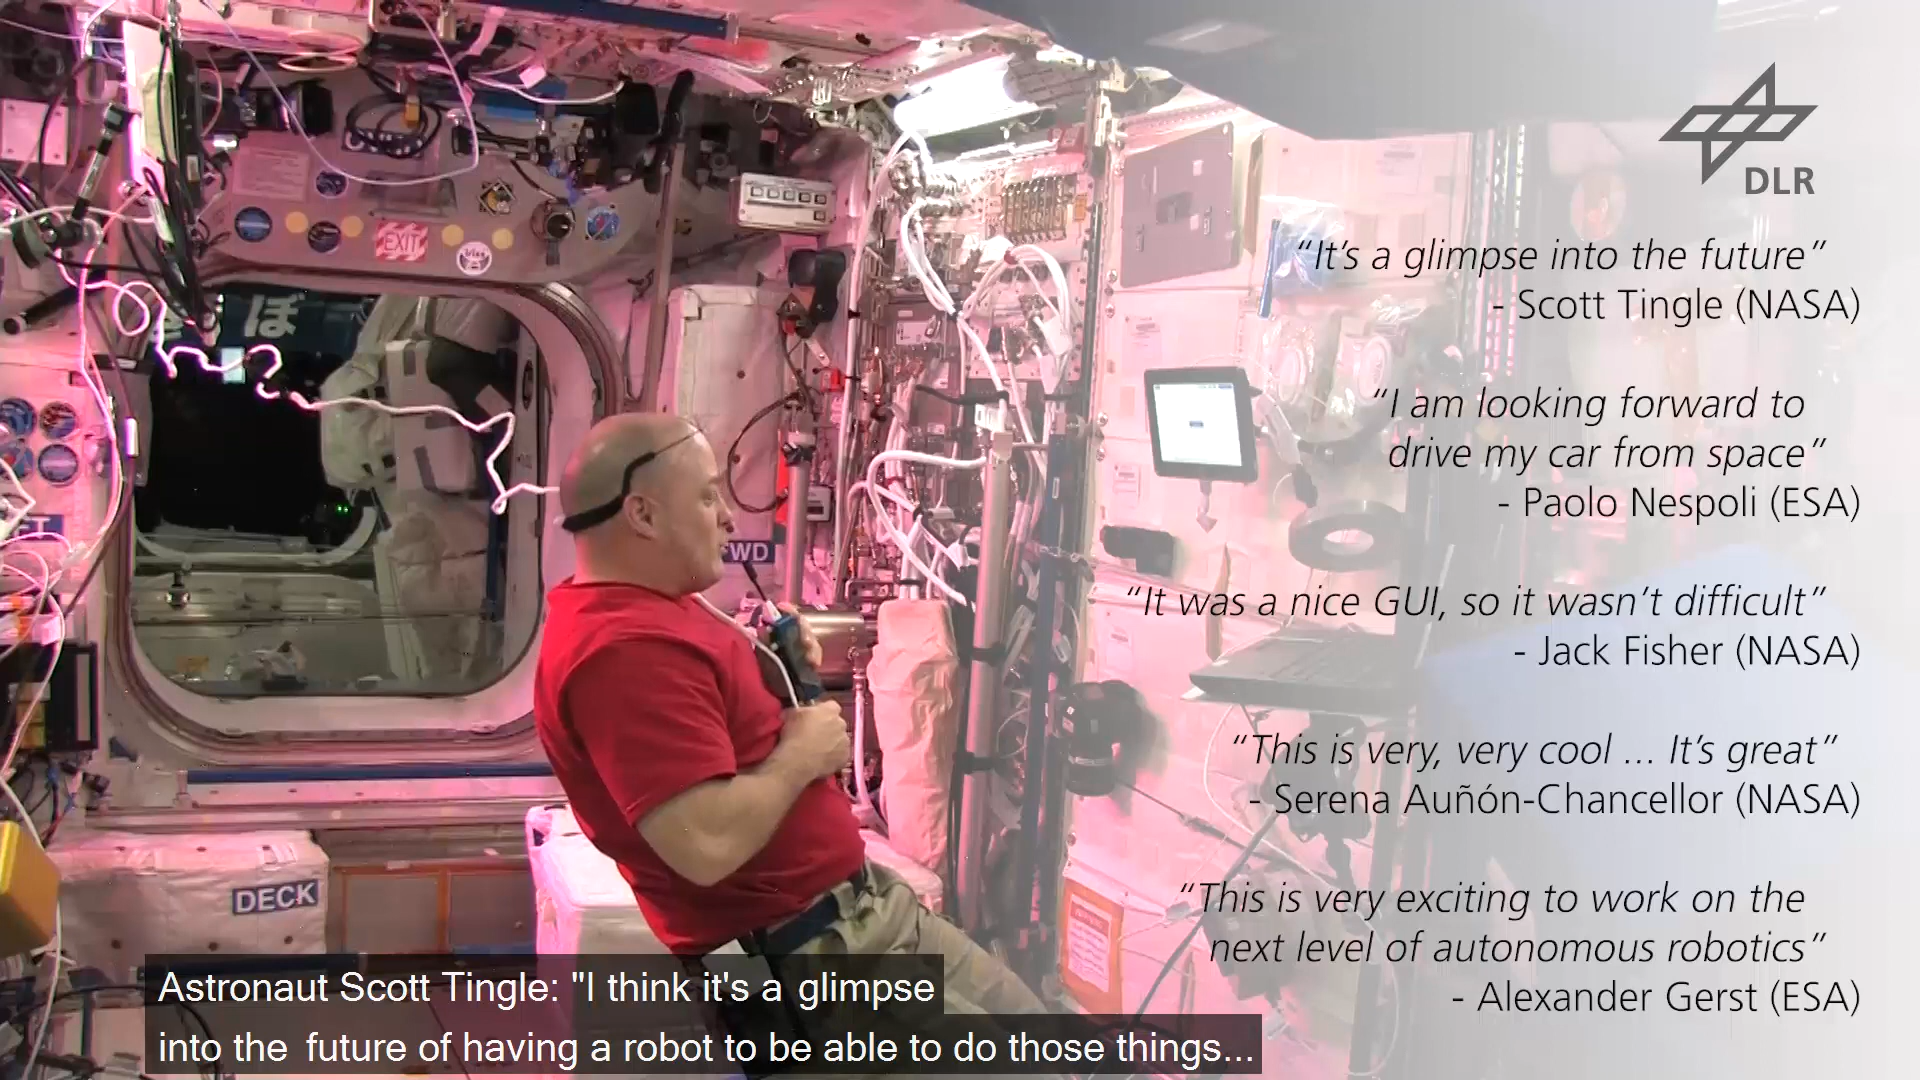 DLR
“It’s a glimpse into the future”
- Scott Tingle (NASA)
“I am looking forward to
drive my car from space”
- Paolo Nespoli (ESA)
“It was a nice GUI, so it wasn’t difficult”
- Jack Fisher (NASA)
“This is very, very cool ... It’s great”
- Serena Auñón-Chancellor (NASA)
“This is very exciting to work on the
next level of autonomous robotics”
- Alexander Gerst (ESA)
EXIT
ぼ
WD
DECK
Astronaut Scott Tingle: "I think it's a glimpse
into the future of having a robot to be able to do those things...